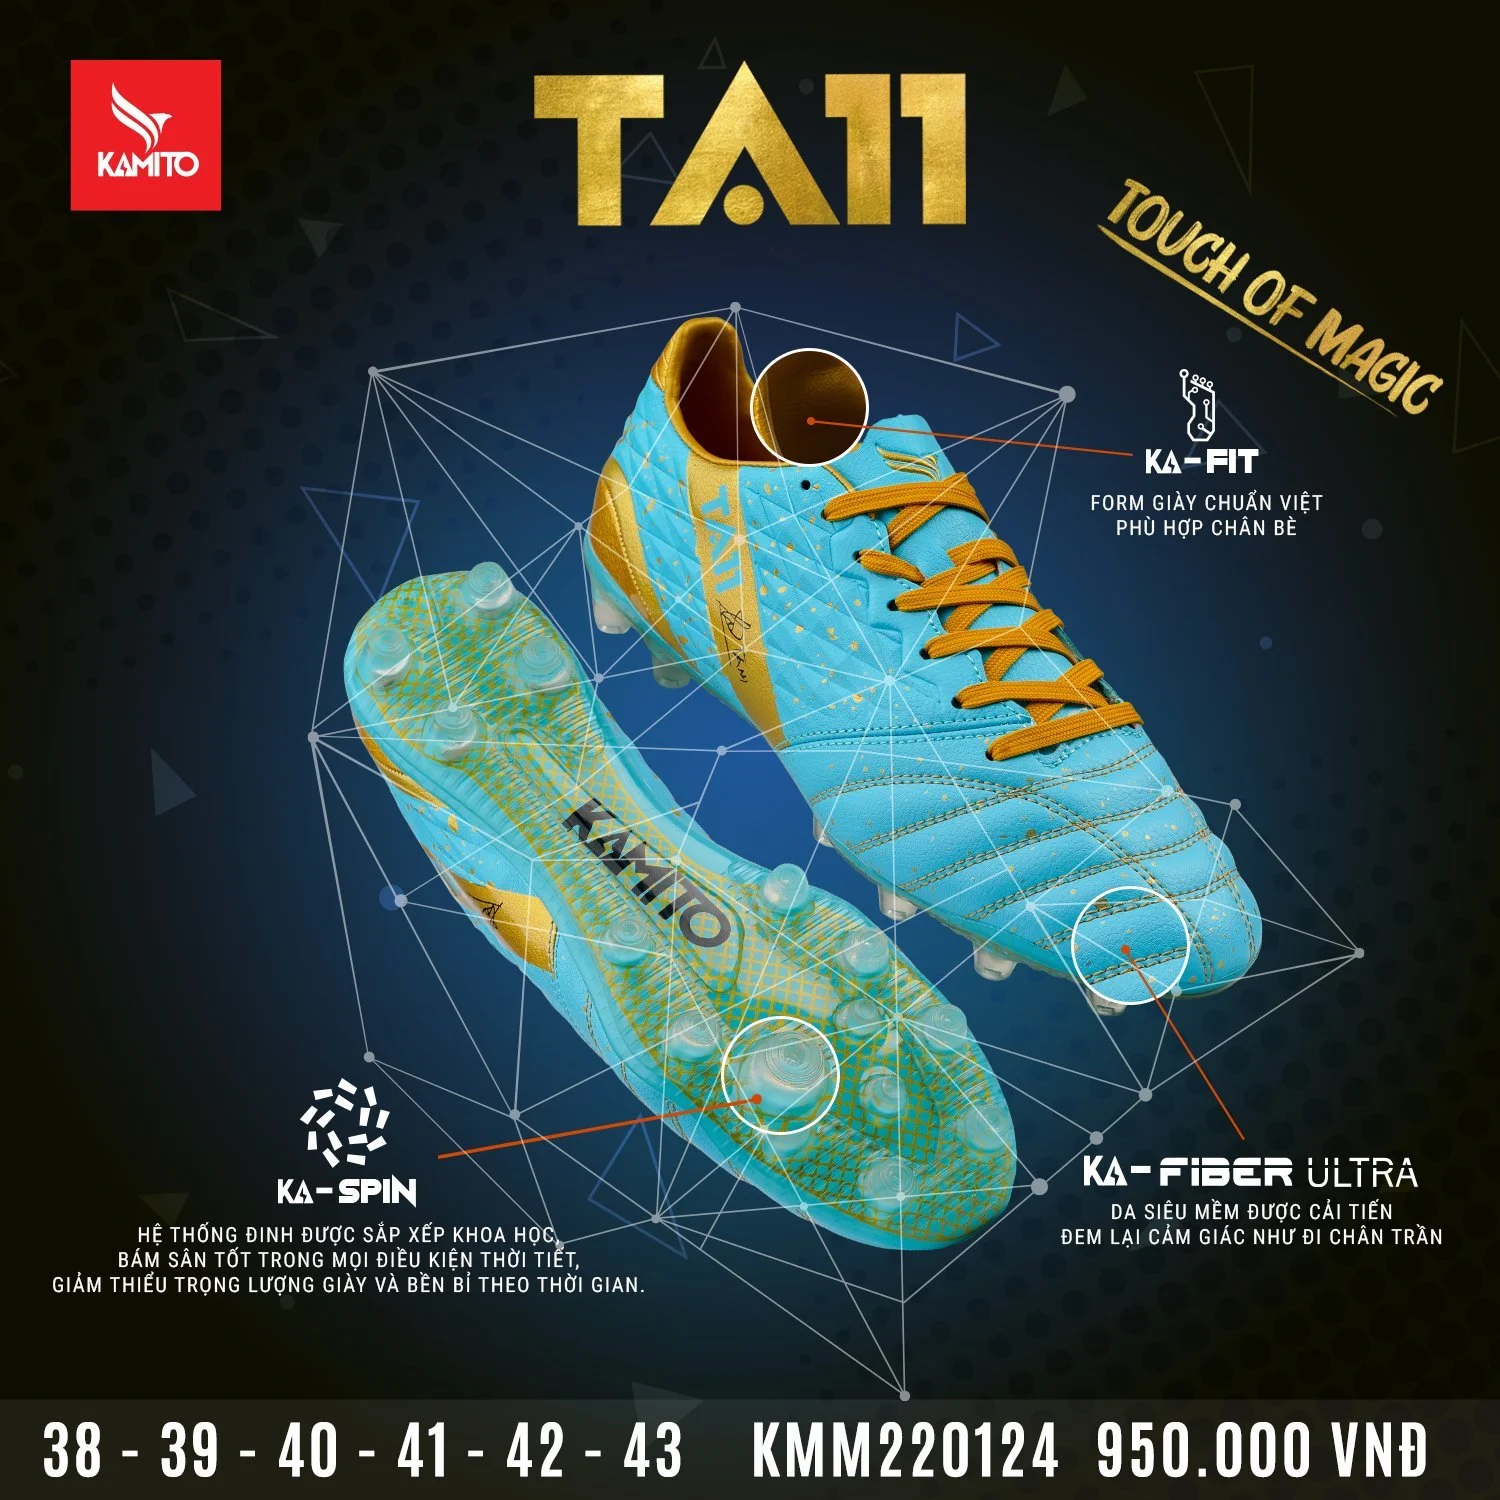 KAMITO
TA11
TOUCH OF MAGIC
KA-FIT
FORM GIÀY CHUẨN VIỆT
PHÙ HỢP CHÂN BÈ
TA11
KAMITO
KA-SPIN
HỆ THỐNG ĐINH ĐƯỢC SẮP XẾP KHOA HỌC,
BÁM SÂN TỐT TRONG MỌI ĐIỀU KIỆN THỜI TIẾT,
GIẢM THIỂU TRỌNG LƯỢNG GIÀY VÀ BỀN BỈ THEO THỜI GIAN.
KA-FIBER ULTRA
DA SIÊU MỀM ĐƯỢC CẢI TIẾN
ĐEM LẠI CẢM GIÁC NHƯ ĐI CHÂN TRẦN
38 - 39 - 40 - 41 - 42 - 43 KMM220124 950.000 VNĐ